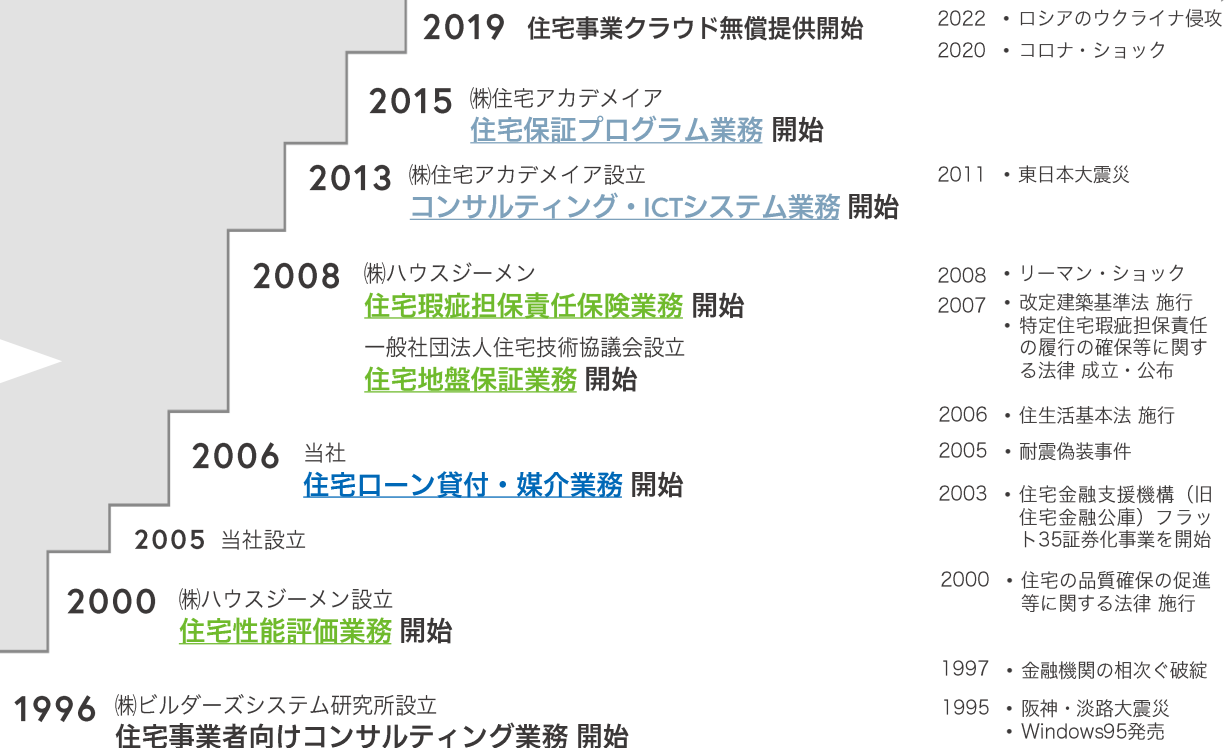 2019 住宅事業クラウド無償提供開始
2015 ㈱住宅アカデメイア
住宅保証プログラム業務 開始
2013 ㈱住宅アカデメイア設立
コンサルティング・ICTシステム業務 開始
2008 ㈱ハウスジーメン
住宅瑕疵担保責任保険業務 開始
一般社団法人住宅技術協議会設立
住宅地盤保証業務 開始
2006 当社
住宅ローン貸付・媒介業務 開始
2005 当社設立
2000 ㈱ハウスジーメン設立
住宅性能評価業務 開始
1996 ㈱ビルダーズシステム研究所設立
住宅事業者向けコンサルティング業務 開始
2022 ・ロシアのウクライナ侵攻
2020 ・コロナ・ショック
2011 ・東日本大震災
2008 ・リーマン・ショック
2007 ・改定建築基準法 施行
・特定住宅瑕疵担保責任
の履行の確保等に関す
る法律 成立・公布
2006 ・住生活基本法 施行
2005 ・耐震偽装事件
2003 ・住宅金融支援機構（旧
住宅金融公庫）フラッ
ト35証券化事業を開始
2000 ・住宅の品質確保の促進
等に関する法律 施行
1997 ・金融機関の相次ぐ破綻
1995 ・阪神・淡路大震災
・Windows95発売